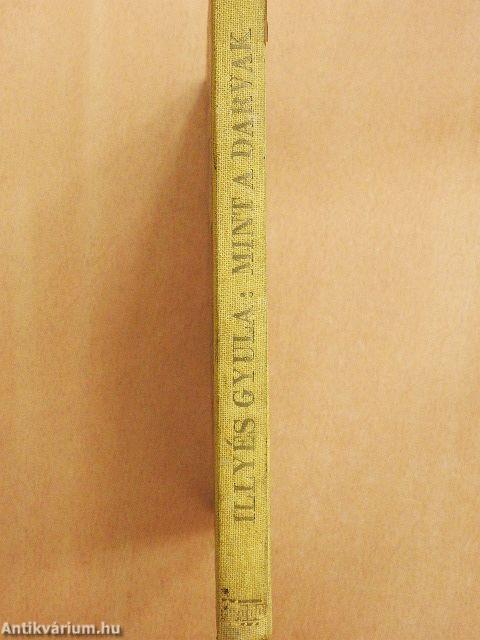 ILLYÉS GYULA: MINT A DARVAK
Antikvárium.hu